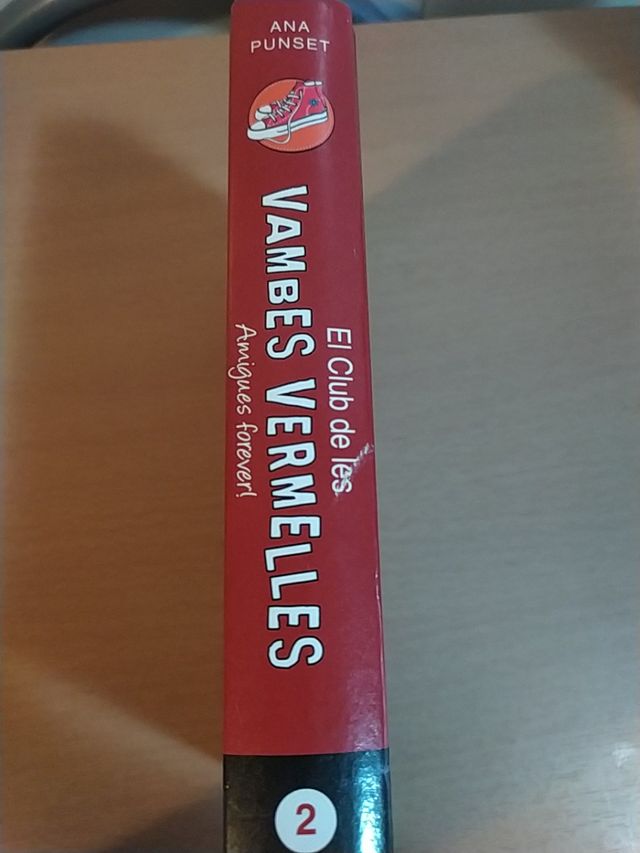 ANA
PUNSET
El Club de les
VAMBES VERMELLES
Amigues forever!
2